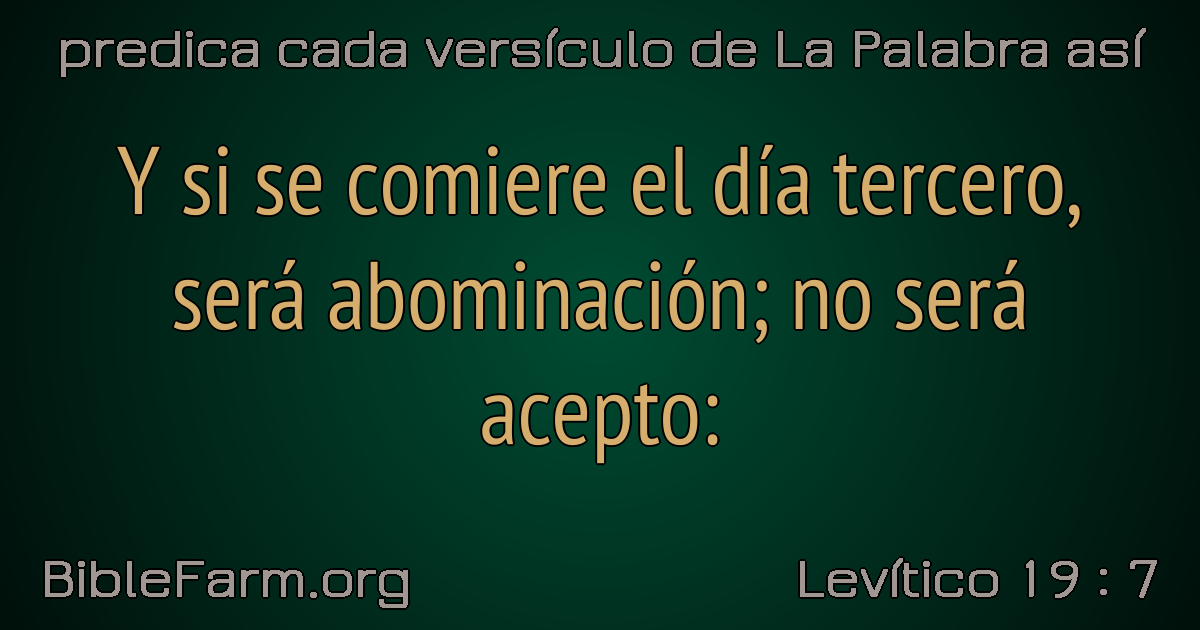 predica cada versículo de La Palabra así
Y si se comiere el día tercero,
será abominación; no será
acepto:
BibleFarm.org
Levítico 19 : 7